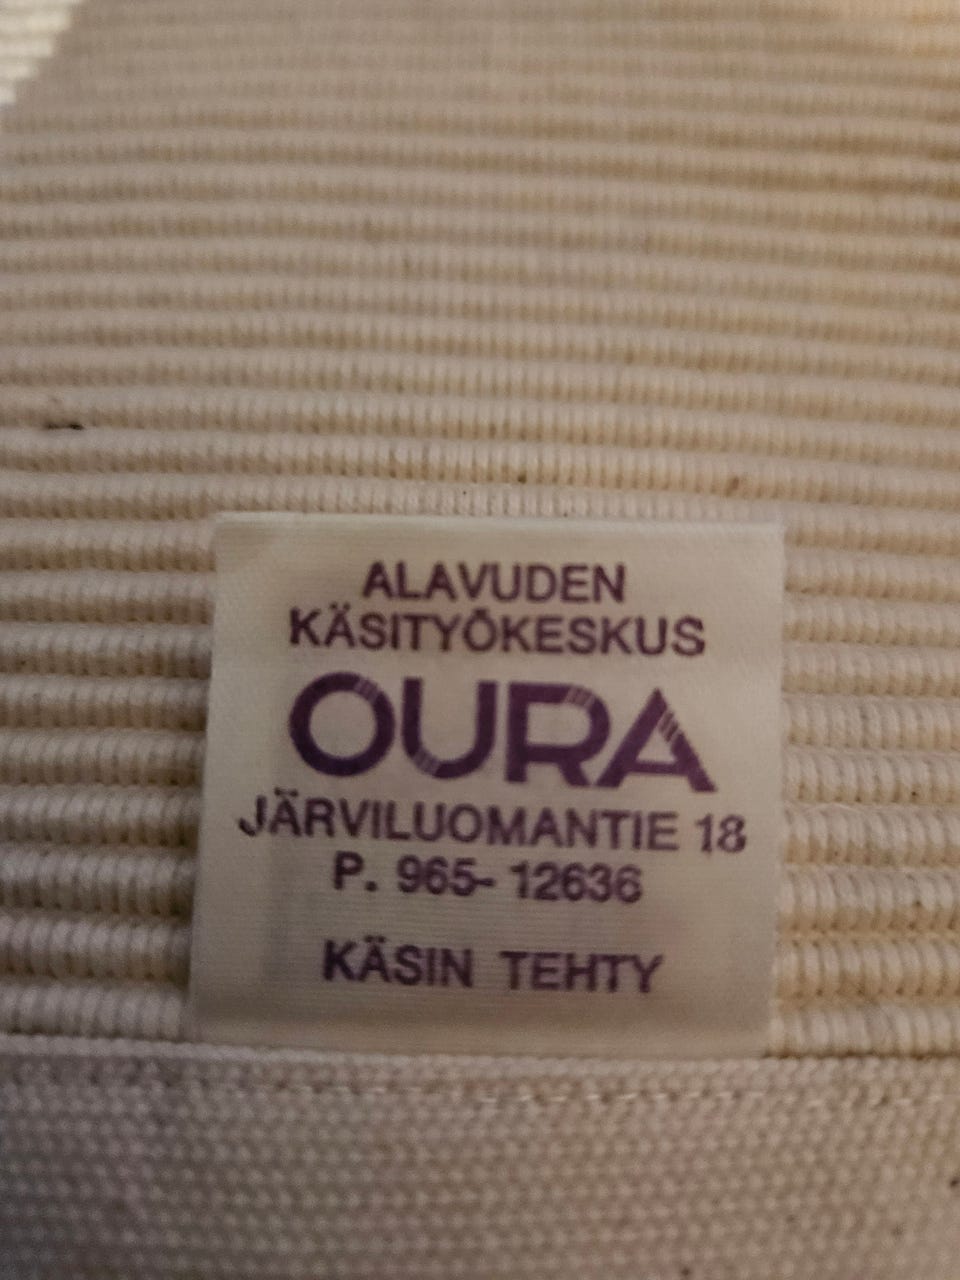 ALAVUDEN
KÄSITYÖKESKUS
OURA
JÄRVILUOMANTIE 18
P. 965- 12636
KÄSIN TEHTY